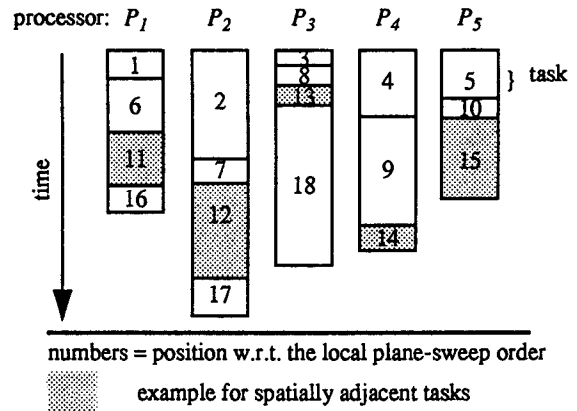 processor: P1 P2 P3 P4 P5
1 2 3 4 5 } task
6 7 8 9 10
11 12 13 14 15
16 17 18
time
numbers = position w.r.t. the local plane-sweep order
example for spatially adjacent tasks